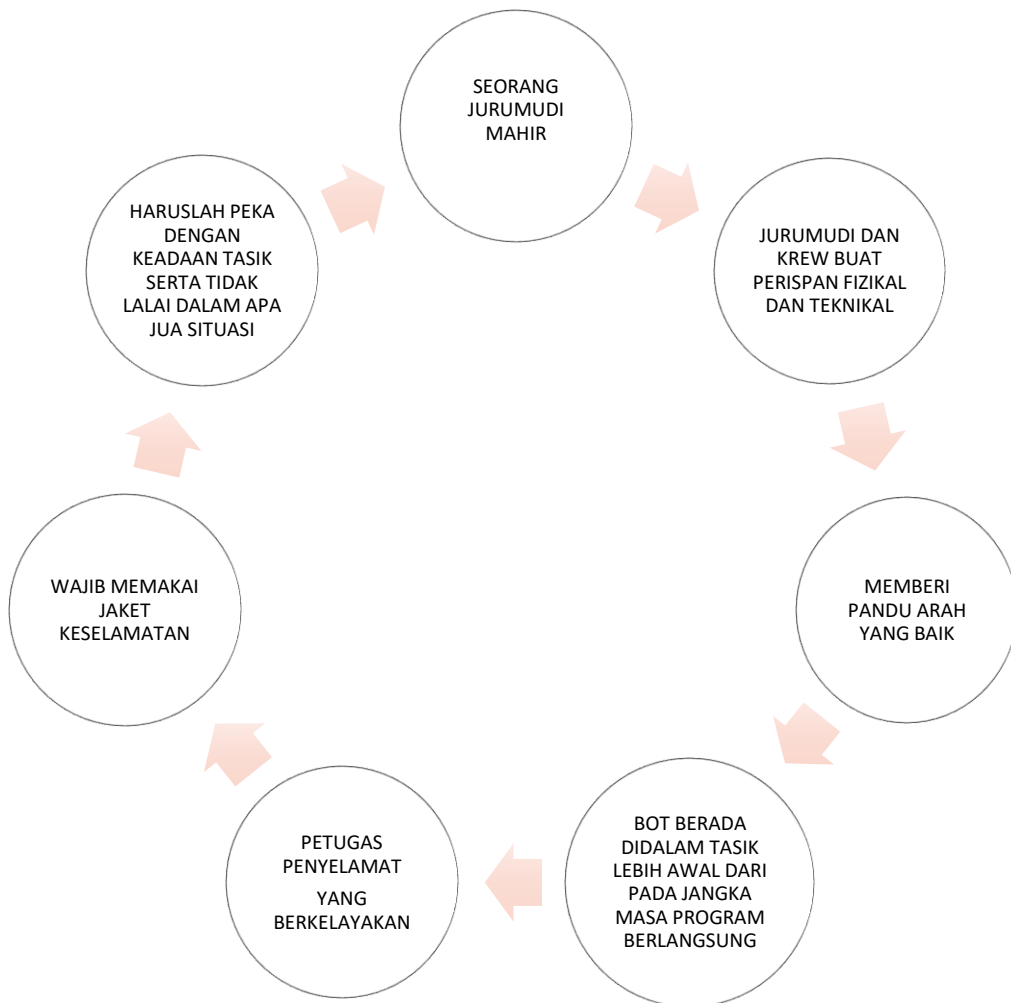 SEORANG
JURUMUDI
MAHIR
JURUMUDI DAN
KREW BUAT
PERISPAN FIZIKAL
DAN TEKNIKAL
MEMBERI
PANDU ARAH
YANG BAIK
BOT BERADA
DIDALAM TASIK
LEBIH AWAL DARI
PADA JANGKA
MASA PROGRAM
BERLANGSUNG
PETUGAS
PENYELAMAT
YANG
BERKELAYAKAN
WAJIB MEMAKAI
JAKET
KESELAMATAN
HARUSLAH PEKA
DENGAN
KEADAAN TASIK
SERTA TIDAK
LALAI DALAM APA
JUA SITUASI